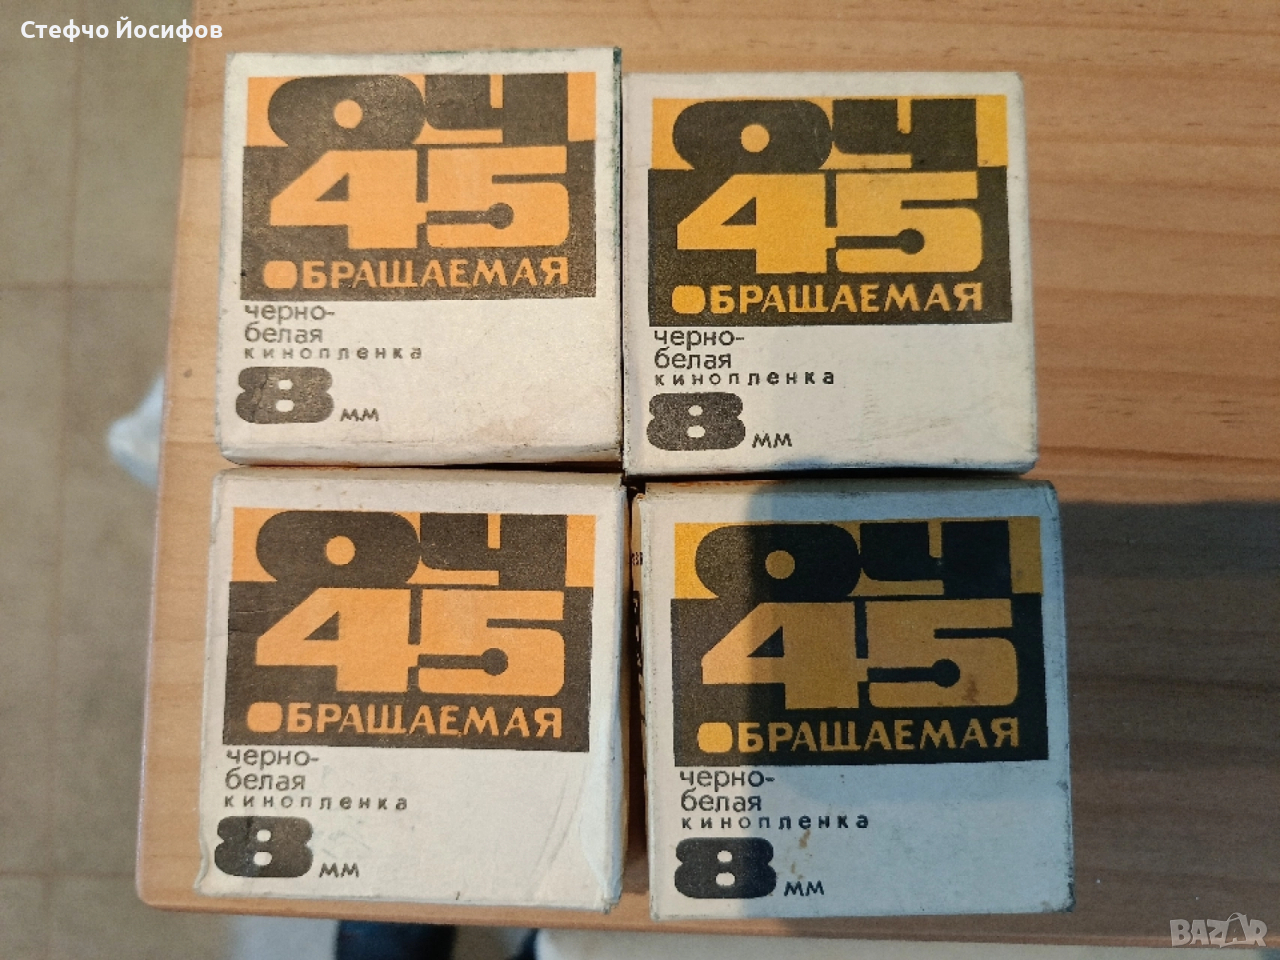 Стефчо Йосифов
ОЧ
45
ОБРАЩАЕМАЯ
черно-
белая
кинопленка
8 мм
ОЧ
45
ОБРАЩАЕМАЯ
черно-
белая
кинопленка
8 мм
ОЧ
45
ОБРАЩАЕМАЯ
черно-
белая
кинопленка
8 мм
ОЧ
45
ОБРАЩАЕМАЯ
черно-
белая
кинопленка
8 мм
BAZAR